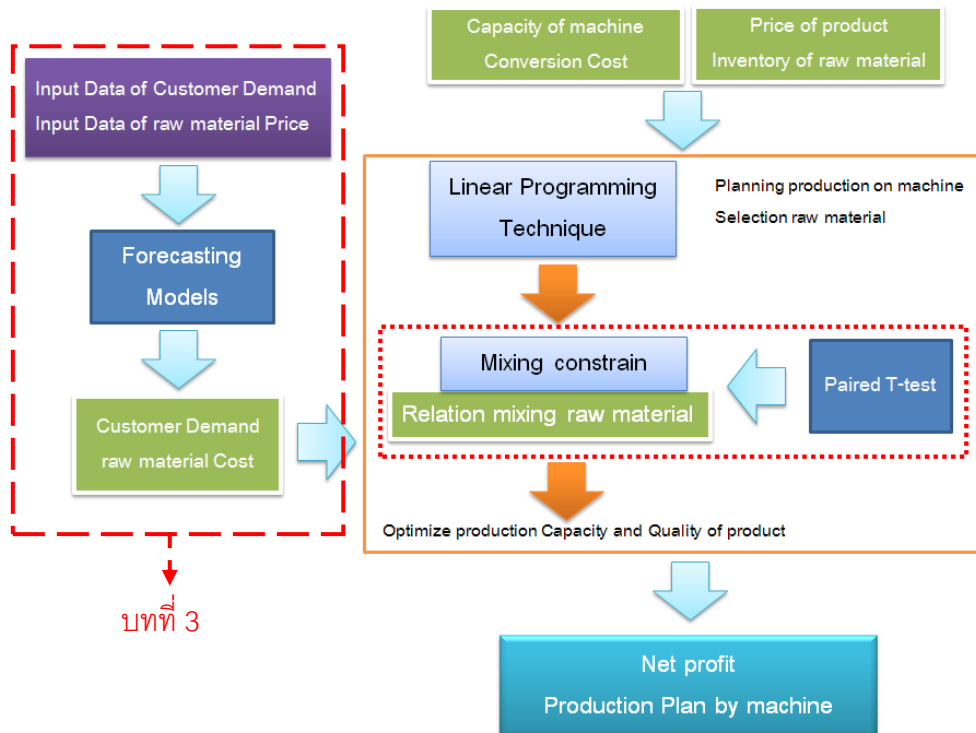 Capacity of machine
Conversion Cost
Price of product
Inventory of raw material
Input Data of Customer Demand
Input Data of raw material Price
Forecasting
Models
Customer Demand
raw material Cost
บทที่ 3
Linear Programming
Technique
Planning production on machine
Selection raw material
Mixing constrain
Relation mixing raw material
Paired T-test
Optimize production Capacity and Quality of product
Net profit
Production Plan by machine